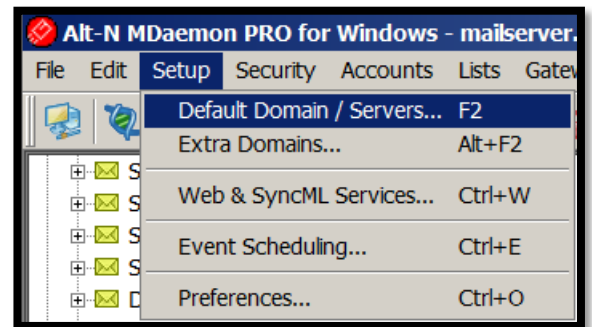 Alt-N MDaemon PRO for Windows - mailserver.
File Edit Setup Security Accounts Lists
Default Domain / Servers... F2
Extra Domains... Alt+F2
Web & SyncML Services... Ctrl+W
Event Scheduling... Ctrl+E
Preferences... Ctrl+O